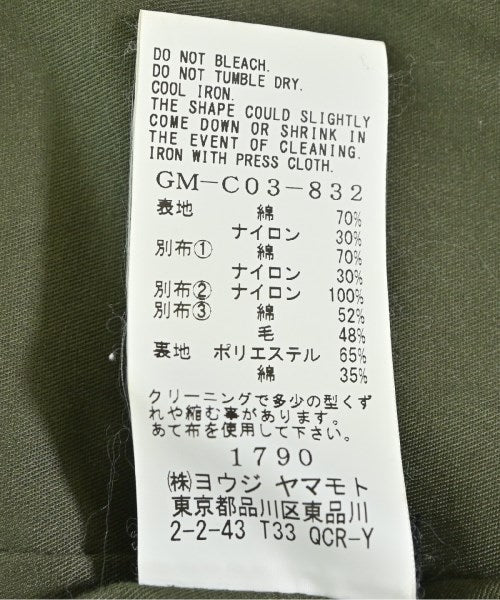 DO NOT BLEACH.
DO NOT TUMBLE DRY.
COOL IRON.
THE SHAPE COULD SLIGHTLY
COME DOWN OR SHRINK IN
THE EVENT OF CLEANING.
IRON WITH PRESS CLOTH.
GM-C03-832
表地 綿 70%
ナイロン 30%
別布① 綿 70%
ナイロン 30%
別布② ナイロン 100%
別布③ 綿 52%
毛 48%
裏地 ポリエステル 65%
綿 35%
クリーニングで多少の型くず
れや縮む事があります。
あて布を使用して下さい。
1790
(株)ヨウジ ヤマモト
東京都品川区東品川
2-2-43 T33 QCR-Y